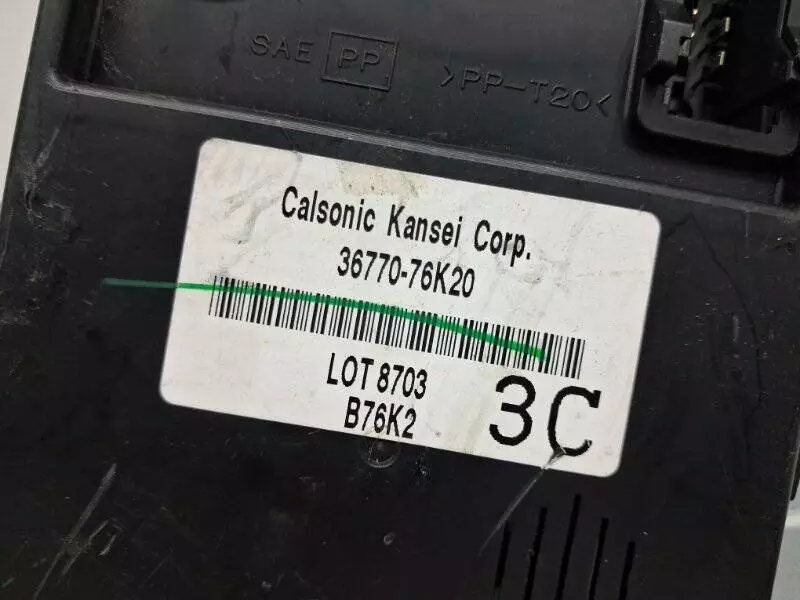 SAE PP >PP-T20<
Calsonic Kansei Corp.
36770-76K20
LOT 8703
B76K2
3C